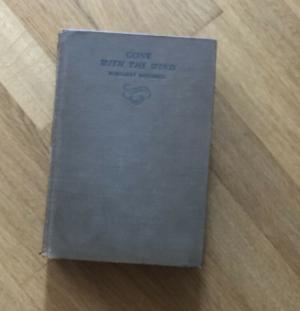 GONE
WITH THE WIND
MARGARET MITCHELL